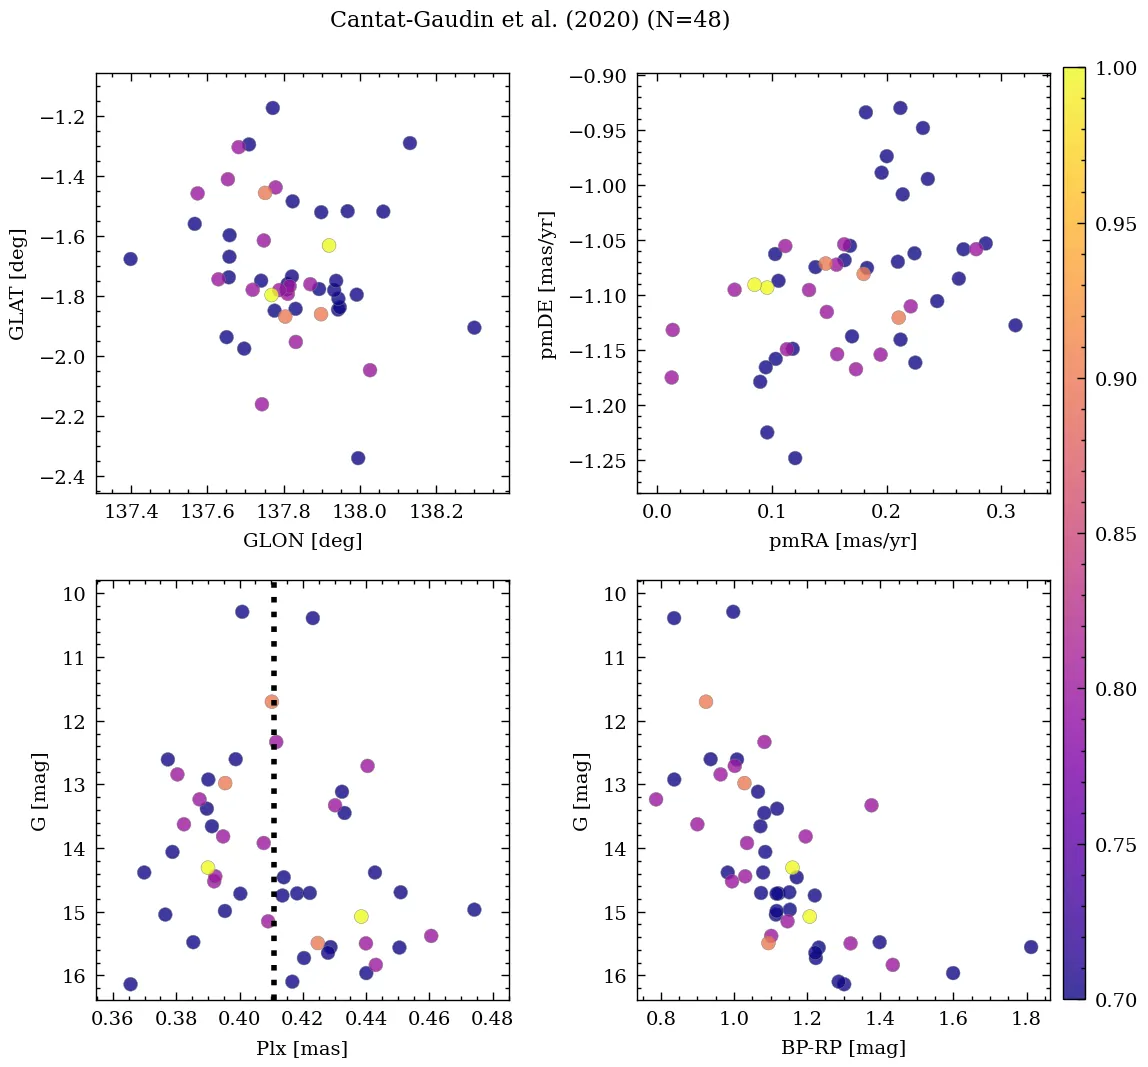 Cantat-Gaudin et al. (2020) (N=48)
−1.2
−1.4
−1.6
−1.8
−2.0
−2.2
−2.4
GLAT [deg]
137.4 137.6 137.8 138.0 138.2
GLON [deg]
−0.90
−0.95
−1.00
−1.05
−1.10
−1.15
−1.20
−1.25
pmDE [mas/yr]
0.0 0.1 0.2 0.3
pmRA [mas/yr]
10
11
12
13
14
15
16
G [mag]
0.36 0.38 0.40 0.42 0.44 0.46 0.48
Plx [mas]
10
11
12
13
14
15
16
G [mag]
0.8 1.0 1.2 1.4 1.6 1.8
BP-RP [mag]
1.00
0.95
0.90
0.85
0.80
0.75
0.70